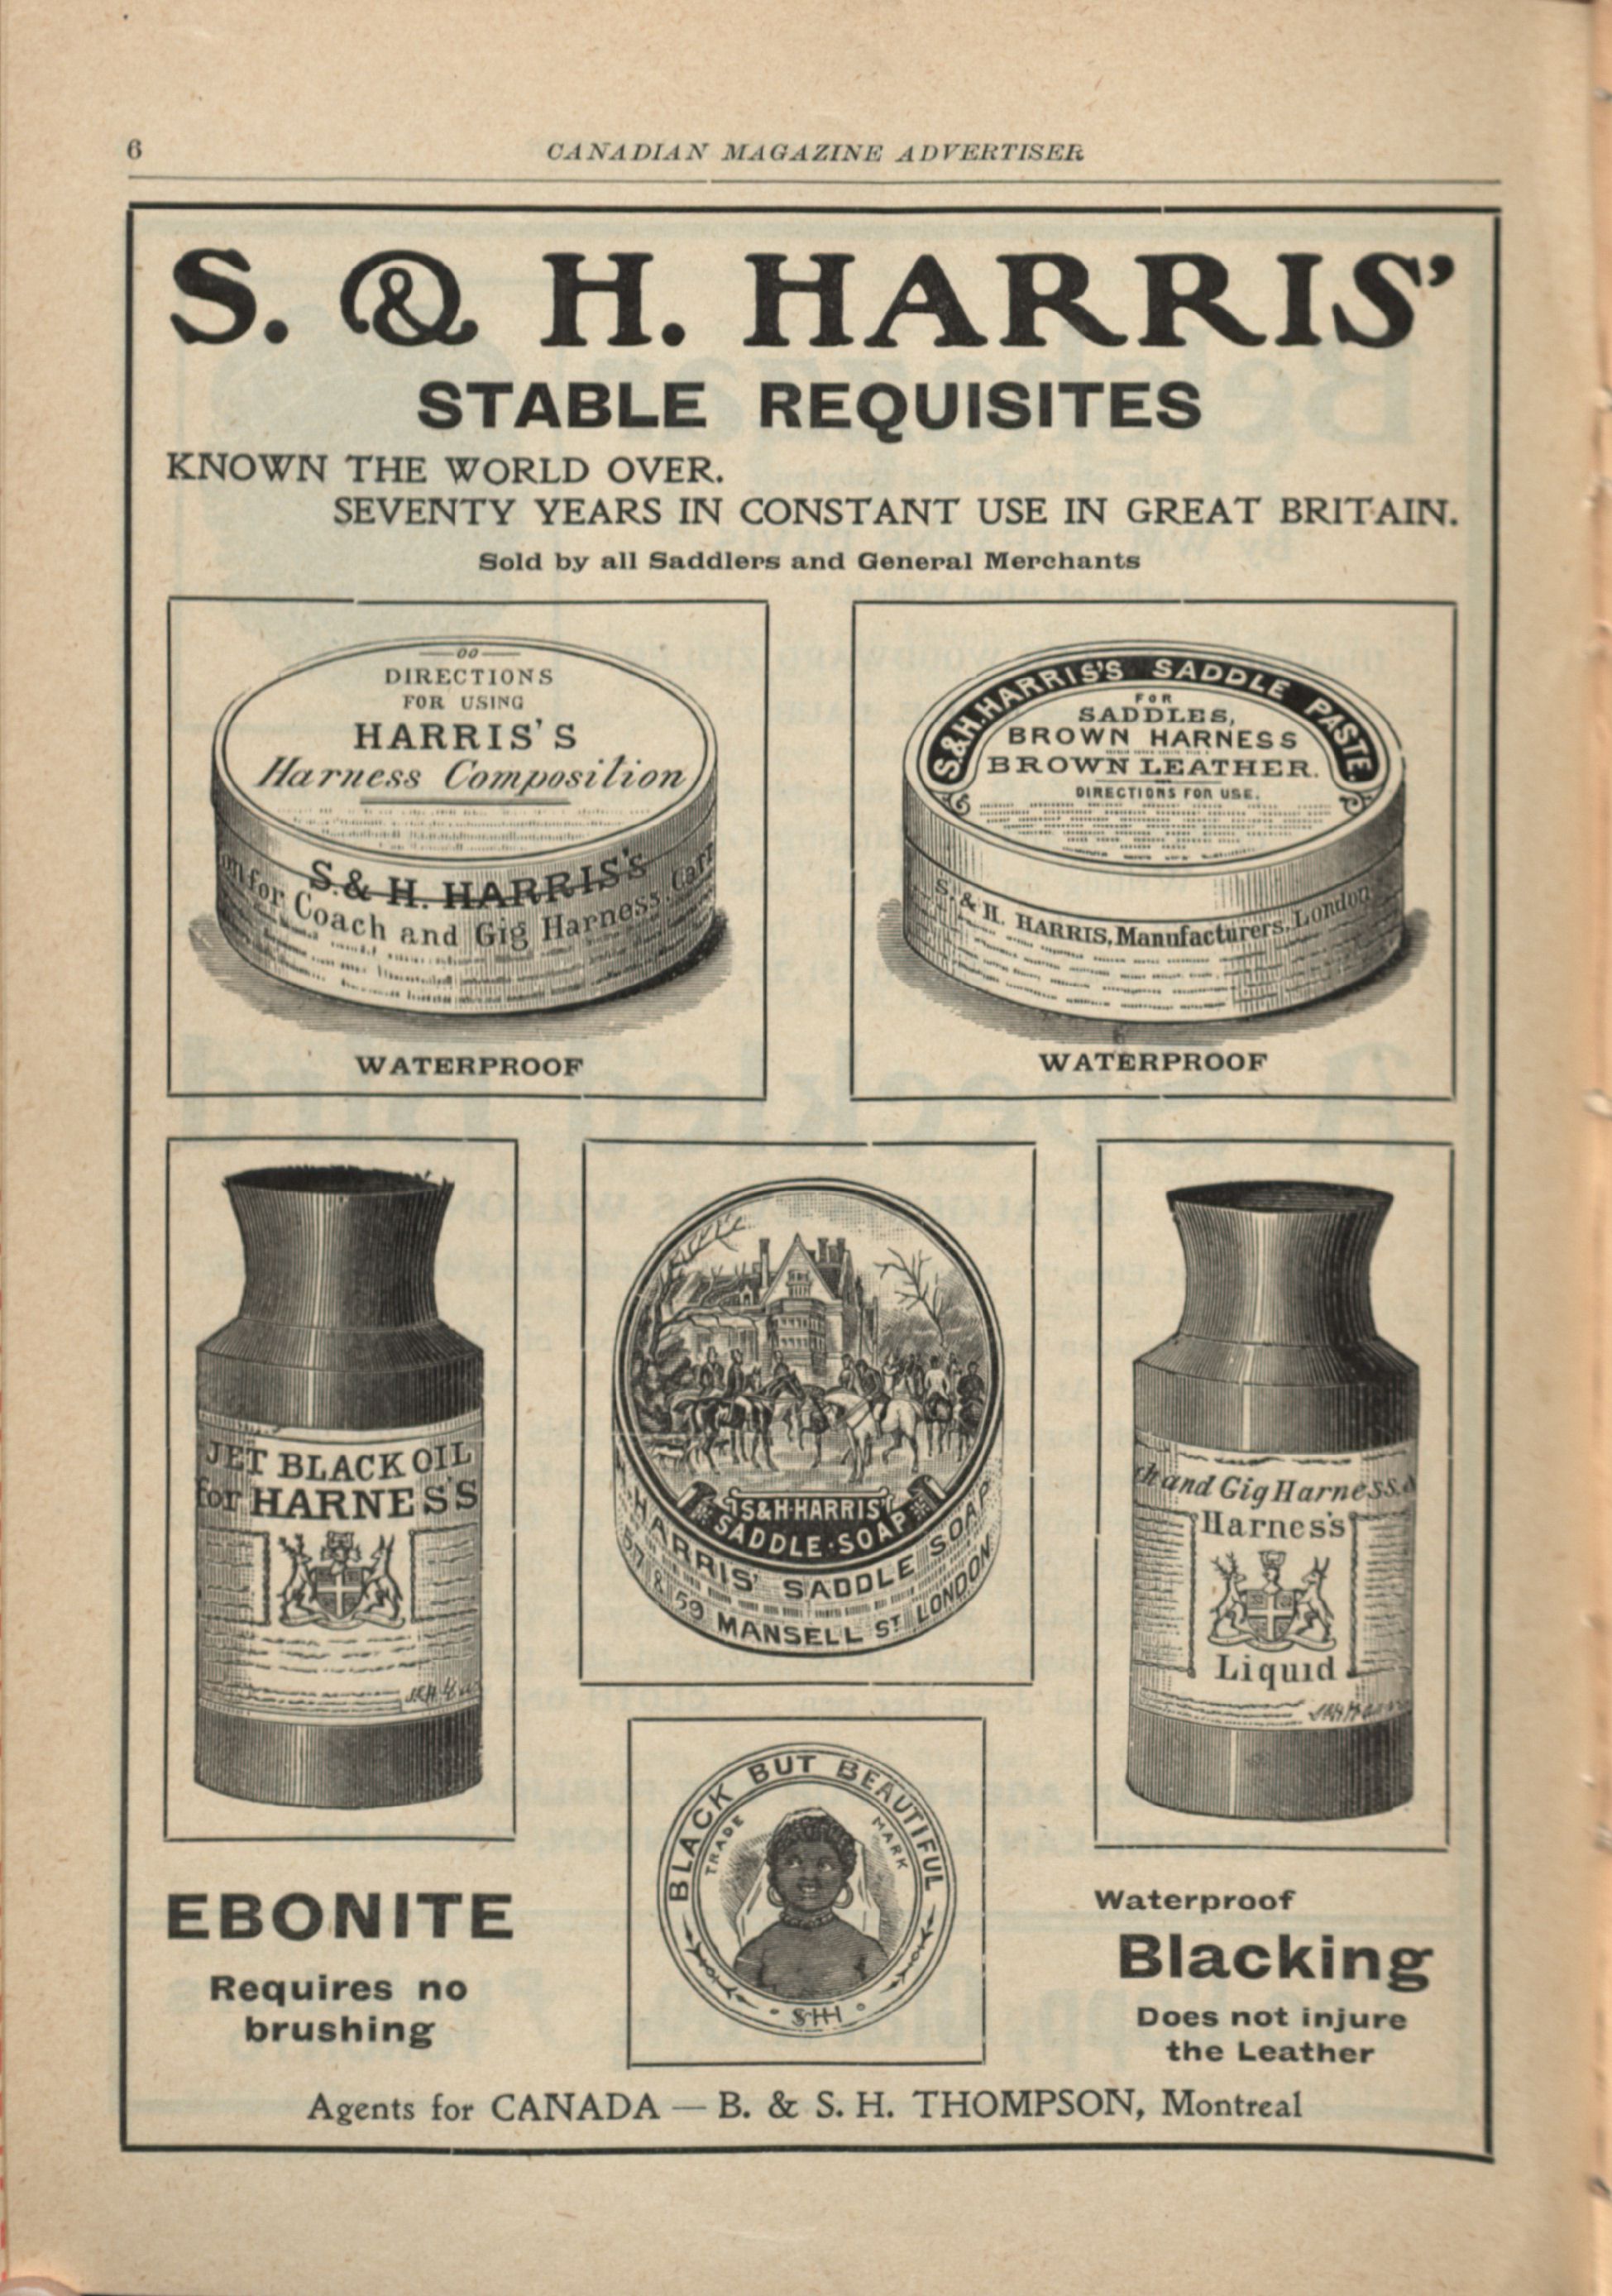 6
CANADIAN MAGAZINE ADVERTISER
S. & H. HARRIS'
STABLE REQUISITES
KNOWN THE WORLD OVER.
SEVENTY YEARS IN CONSTANT USE IN GREAT BRITAIN.
Sold by all Saddlers and General Merchants
DIRECTIONS
FOR USING
HARRIS'S
Harness Composition
S. & H. HARRIS'S
for Coach and Gig Harness.
WATERPROOF
S.&H. HARRIS'S SADDLE PASTE.
FOR
SADDLES,
BROWN HARNESS
BROWN LEATHER.
DIRECTIONS FOR USE.
S. & H. HARRIS, Manufacturers, London
WATERPROOF
JET BLACK OIL
for HARNESS
S&H·HARRIS'
SADDLE·SOAP
HARRIS' SADDLE SOAP
57 & 59 MANSELL ST LONDON
and Gig Harness.
Harness
Liquid
BLACK BUT BEAUTIFUL
TRADE MARK
SHH
EBONITE
Requires no
brushing
Waterproof
Blacking
Does not injure
the Leather
Agents for CANADA — B. & S. H. THOMPSON, Montreal